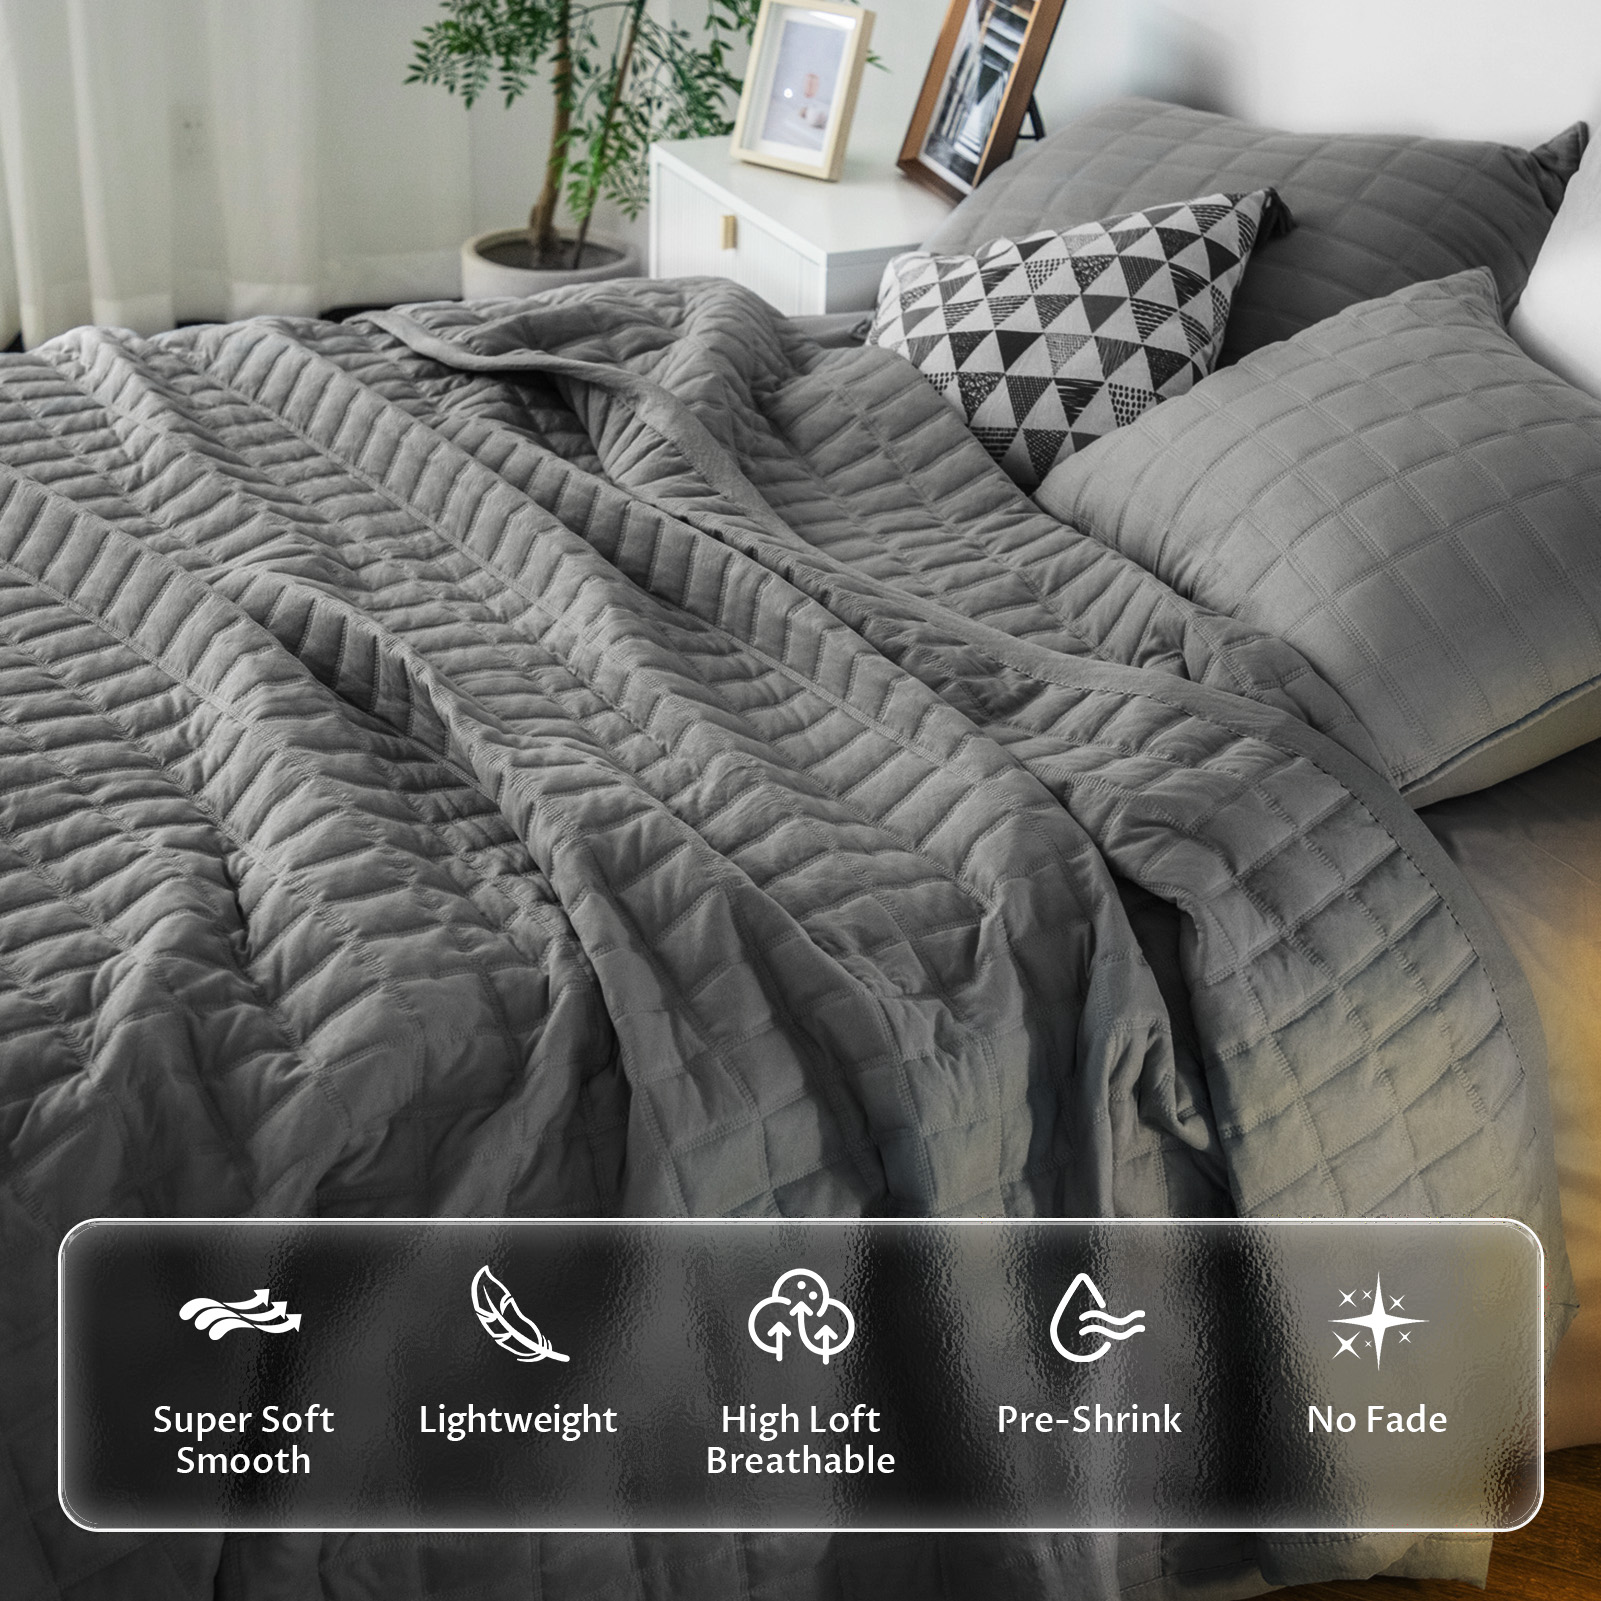 Super Soft
Smooth
Lightweight
High Loft
Breathable
Pre-Shrink
No Fade